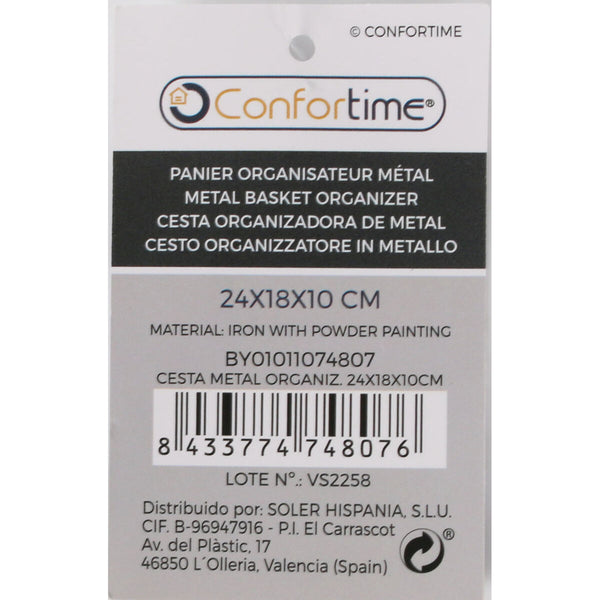 © CONFORTIME
Confortime®
PANIER ORGANISATEUR MÉTAL
METAL BASKET ORGANIZER
CESTA ORGANIZADORA DE METAL
CESTO ORGANIZZATORE IN METALLO
24X18X10 CM
MATERIAL: IRON WITH POWDER PAINTING
BY01011074807
CESTA METAL ORGANIZ. 24X18X10CM
8 433774 748076
LOTE Nº.: VS2258
Distribuido por: SOLER HISPANIA, S.L.U.
CIF. B-96947916 - P.I. El Carrascot
Av. del Plàstic, 17
46850 L´Olleria, Valencia (Spain)
®